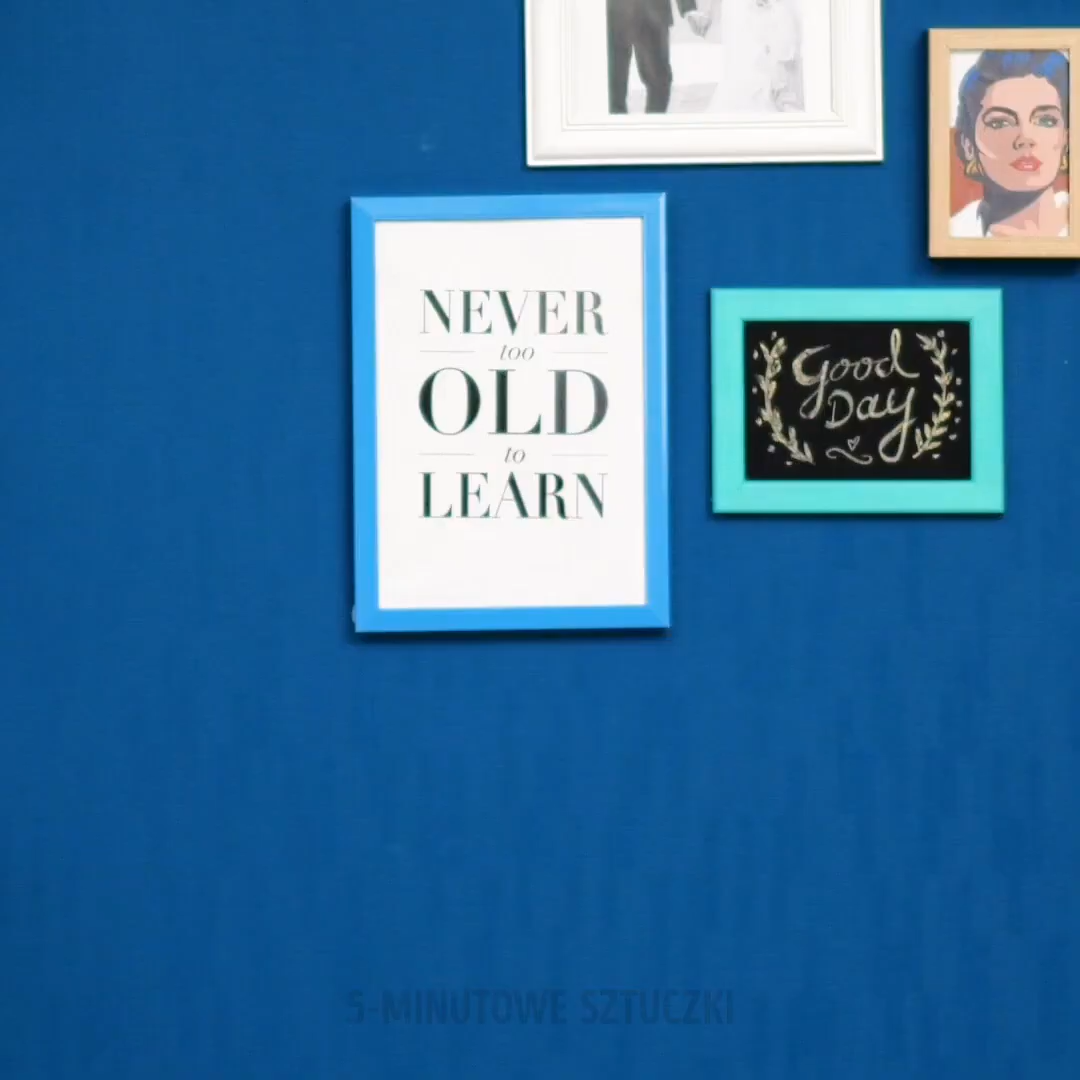 NEVER
too
OLD
to
LEARN
Good
Day
5-MINUTOWE SZTUCZKI